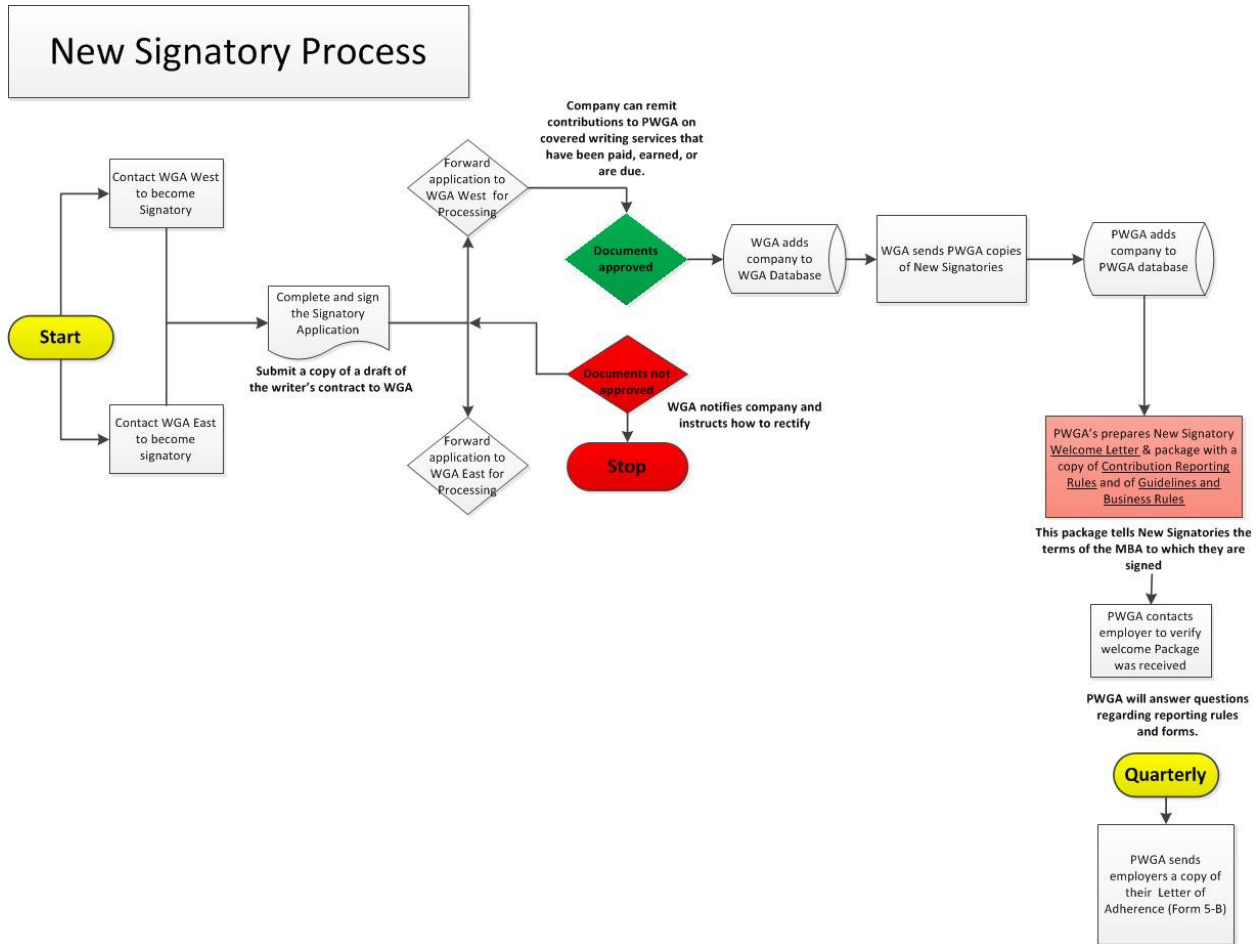 New Signatory Process
Company can remit
contributions to PWGA on
covered writing services that
have been paid, earned, or
are due.
Contact WGA West
to become
Signatory
Forward
application to
WGA West for
Processing
Documents
approved
WGA adds
company to
WGA Database
WGA sends PWGA copies
of New Signatories
PWGA adds
company to
PWGA database
Start
Complete and sign
the Signatory
Application
Submit a copy of a draft of
the writer's contract to WGA
Documents not
approved
WGA notifies company and
instructs how to rectify
Stop
Contact WGA East
to become
signatory
Forward
application to
WGA East for
Processing
PWGA's prepares New Signatory
Welcome Letter & package with a
copy of Contribution Reporting
Rules and of Guidelines and
Business Rules
This package tells New Signatories the
terms of the MBA to which they are
signed
PWGA contacts
employer to verify
welcome Package
was received
PWGA will answer questions
regarding reporting rules
and forms.
Quarterly
PWGA sends
employers a copy of
their Letter of
Adherence (Form 5-B)